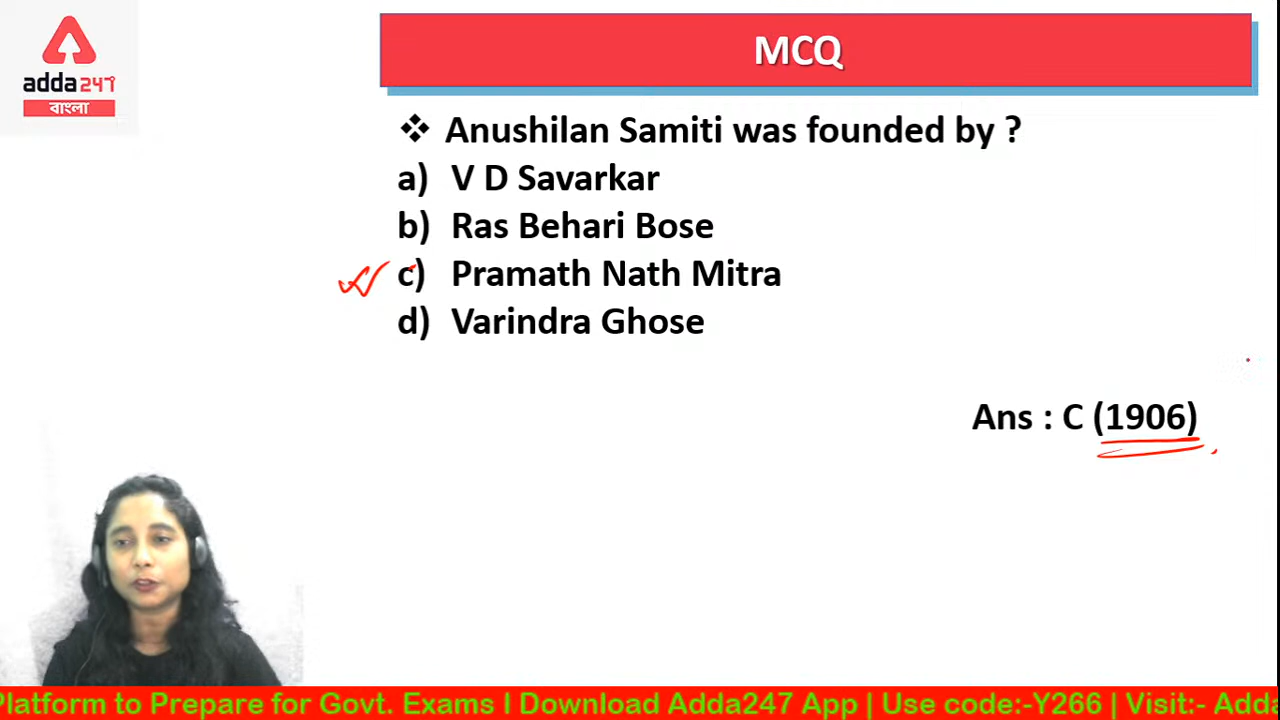 adda247
বাংলা
MCQ
❖ Anushilan Samiti was founded by ?
a) V D Savarkar
b) Ras Behari Bose
c) Pramath Nath Mitra
d) Varindra Ghose
Ans : C (1906)
Platform to Prepare for Govt. Exams I Download Adda247 App | Use code:-Y266 | Visit:- Adda